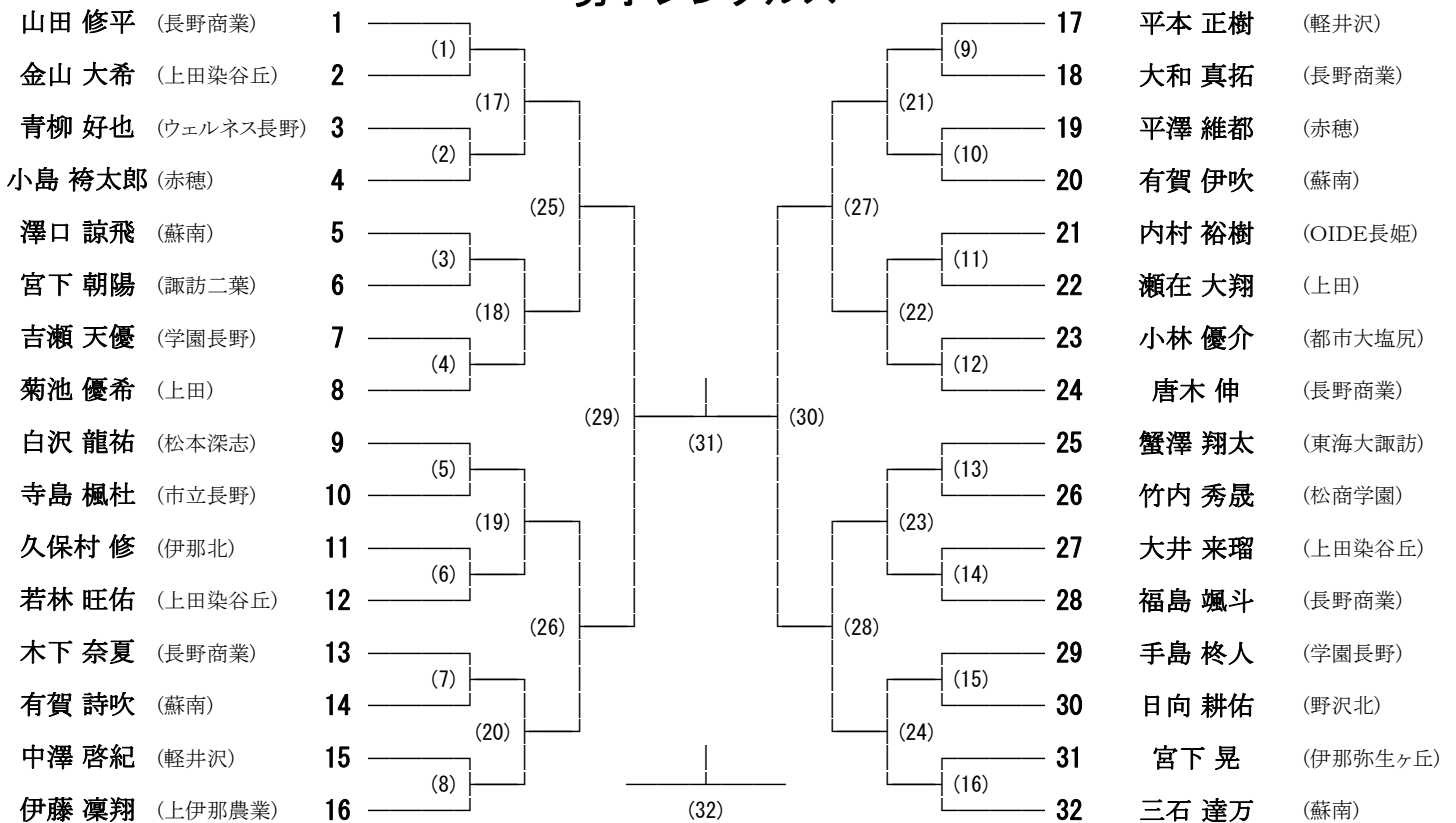 山田 修平 (長野商業) 1
金山 大希 (上田染谷丘) 2
青柳 好也 (ウェルネス長野) 3
小島 袴太郎 (赤穂) 4
澤口 諒飛 (蘇南) 5
宮下 朝陽 (諏訪二葉) 6
吉瀬 天優 (学園長野) 7
菊池 優希 (上田) 8
白沢 龍祐 (松本深志) 9
寺島 楓杜 (市立長野) 10
久保村 修 (伊那北) 11
若林 旺佑 (上田染谷丘) 12
木下 奈夏 (長野商業) 13
有賀 詩吹 (蘇南) 14
中澤 啓紀 (軽井沢) 15
伊藤 凜翔 (上伊那農業) 16
(1)
(2)
(3)
(4)
(5)
(6)
(7)
(8)
(17)
(18)
(19)
(20)
(25)
(26)
(29)
(31)
(32)
(30)
(27)
(28)
(21)
(22)
(23)
(24)
(9)
(10)
(11)
(12)
(13)
(14)
(15)
(16)
17 平本 正樹 (軽井沢)
18 大和 真拓 (長野商業)
19 平澤 維都 (赤穂)
20 有賀 伊吹 (蘇南)
21 内村 裕樹 (OIDE長姫)
22 瀬在 大翔 (上田)
23 小林 優介 (都市大塩尻)
24 唐木 伸 (長野商業)
25 蟹澤 翔太 (東海大諏訪)
26 竹内 秀晟 (松商学園)
27 大井 来瑠 (上田染谷丘)
28 福島 颯斗 (長野商業)
29 手島 柊人 (学園長野)
30 日向 耕佑 (野沢北)
31 宮下 晃 (伊那弥生ヶ丘)
32 三石 達万 (蘇南)